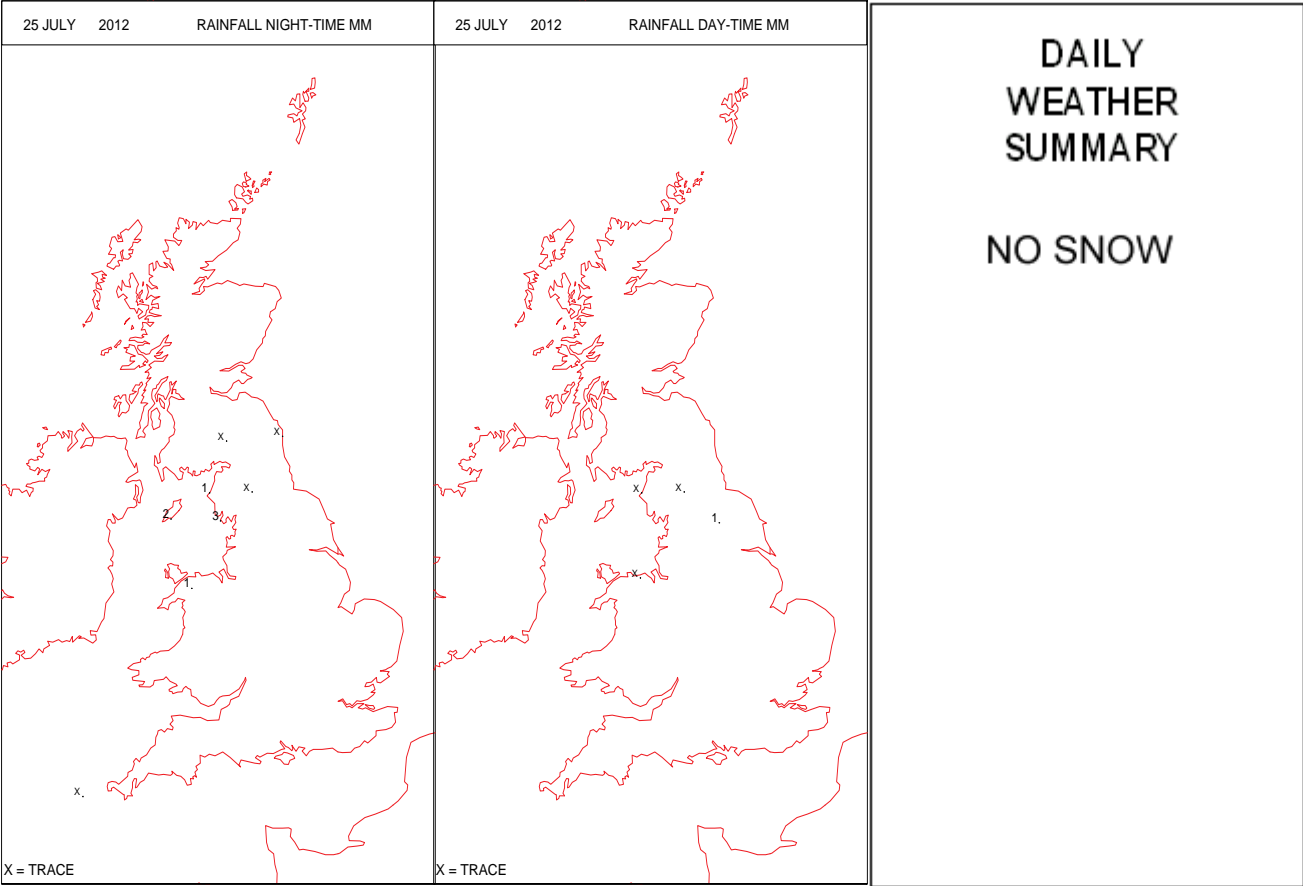 25 JULY 2012 RAINFALL NIGHT-TIME MM
X.
X
1.
X.
2.
3.
1.
X.
X = TRACE
25 JULY 2012 RAINFALL DAY-TIME MM
X.
X.
1.
X.
X = TRACE
DAILY
WEATHER
SUMMARY
NO SNOW